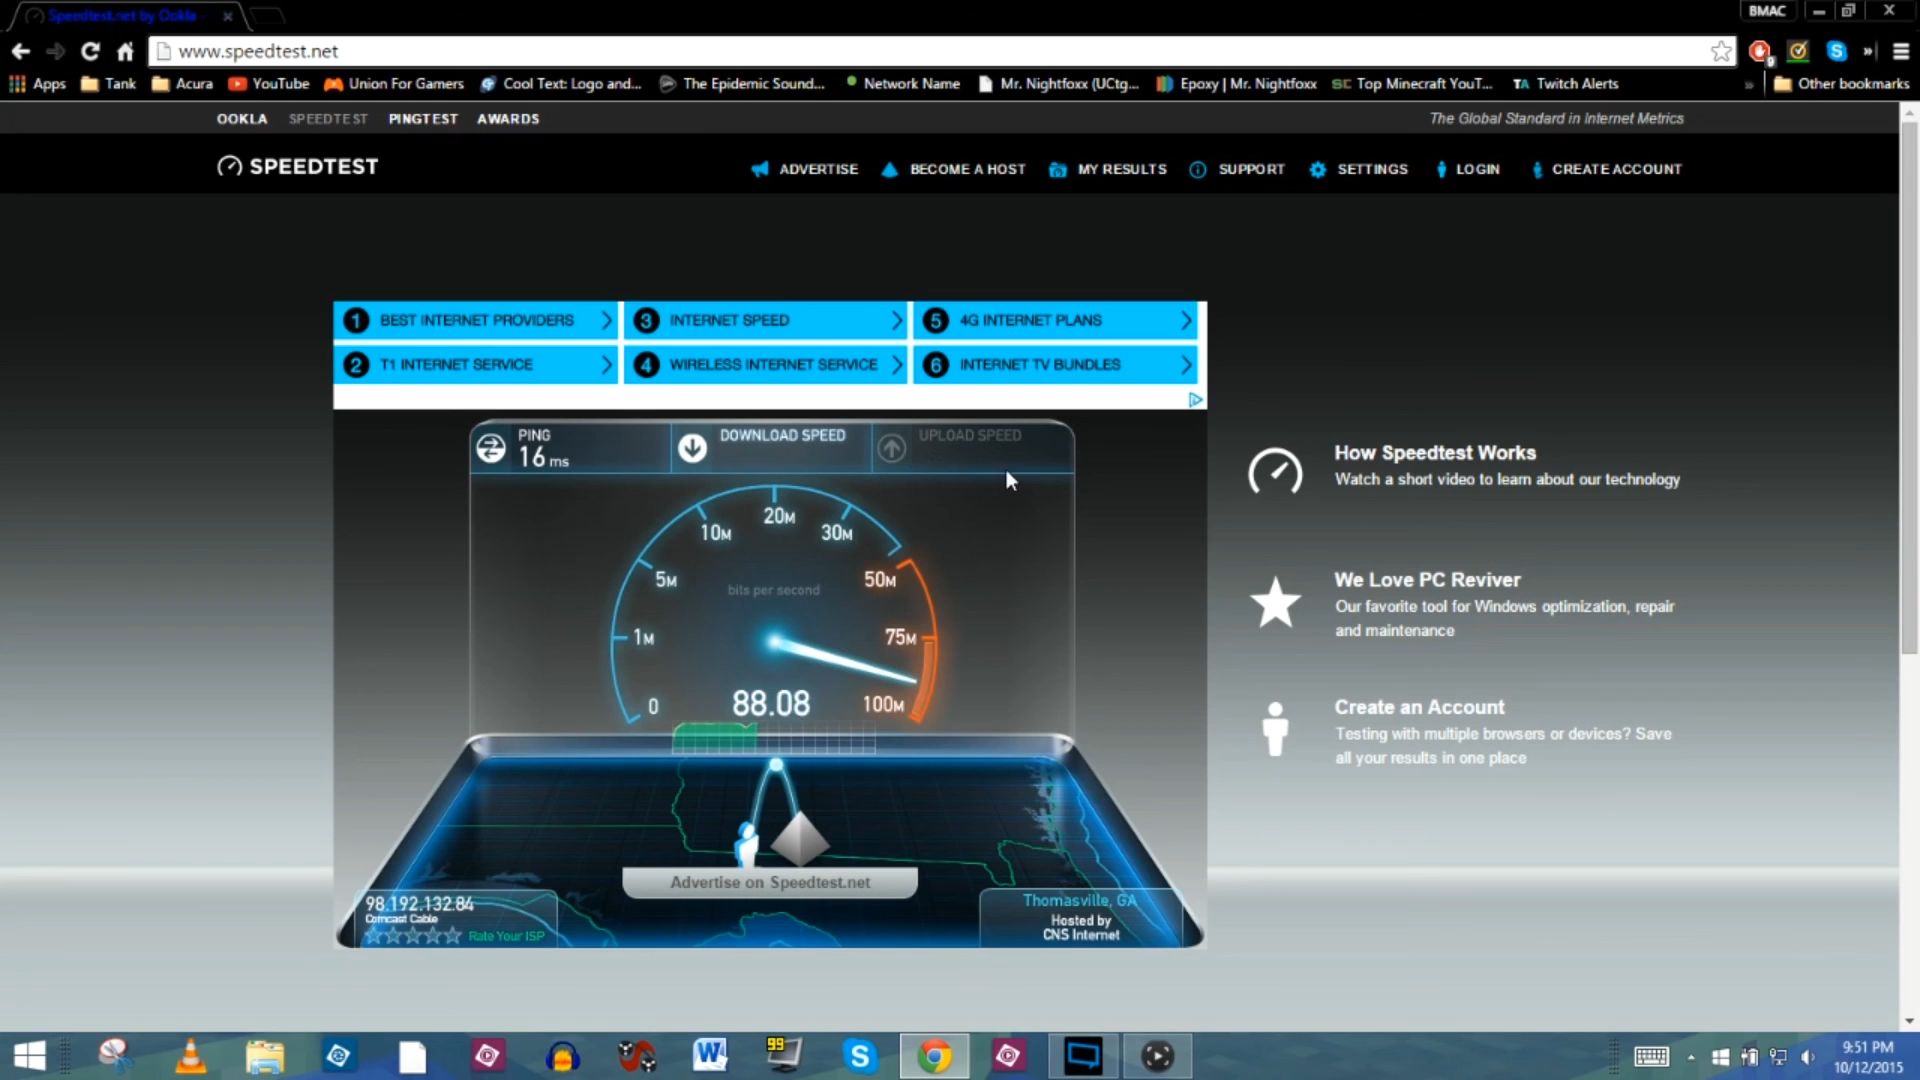 Speedtest.net by Ookla
BMAC
www.speedtest.net
Apps Tank Acura YouTube Union For Gamers Cool Text: Logo and... The Epidemic Sound... Network Name Mr. Nightfoxx (UCtg... Epoxy | Mr. Nightfoxx Top Minecraft YouT... Twitch Alerts » Other bookmarks
OOKLA SPEEDTEST PINGTEST AWARDS
The Global Standard in Internet Metrics
SPEEDTEST
ADVERTISE BECOME A HOST MY RESULTS SUPPORT SETTINGS LOGIN CREATE ACCOUNT
1 BEST INTERNET PROVIDERS 3 INTERNET SPEED 5 4G INTERNET PLANS
2 T1 INTERNET SERVICE 4 WIRELESS INTERNET SERVICE 6 INTERNET TV BUNDLES
PING
16 ms
DOWNLOAD SPEED
UPLOAD SPEED
20M
10M 30M
5M 50M
bits per second
1M 75M
0 88.08 100M
Advertise on Speedtest.net
98.192.132.84
Comcast Cable
Rate Your ISP
Thomasville, GA
Hosted by
CNS Internet
How Speedtest Works
Watch a short video to learn about our technology
We Love PC Reviver
Our favorite tool for Windows optimization, repair
and maintenance
Create an Account
Testing with multiple browsers or devices? Save
all your results in one place
99
9:51 PM
10/12/2015